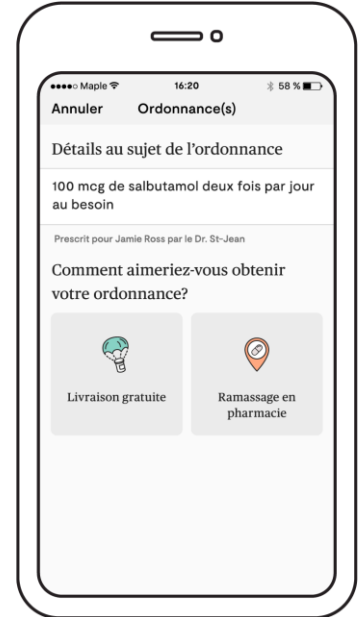 Maple 16:20 58 %
Annuler Ordonnance(s)
Détails au sujet de l'ordonnance
100 mcg de salbutamol deux fois par jour
au besoin
Prescrit pour Jamie Ross par le Dr. St-Jean
Comment aimeriez-vous obtenir
votre ordonnance?
Livraison gratuite
Ramassage en
pharmacie